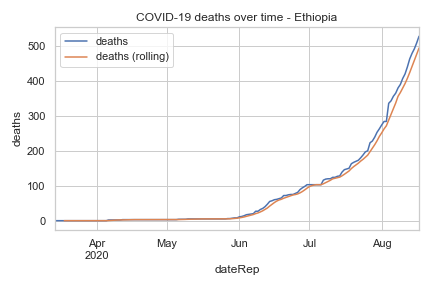 COVID-19 deaths over time - Ethiopia
deaths
deaths (rolling)
500
400
300
200
100
0
deaths
Apr
2020
May
Jun
Jul
Aug
dateRep